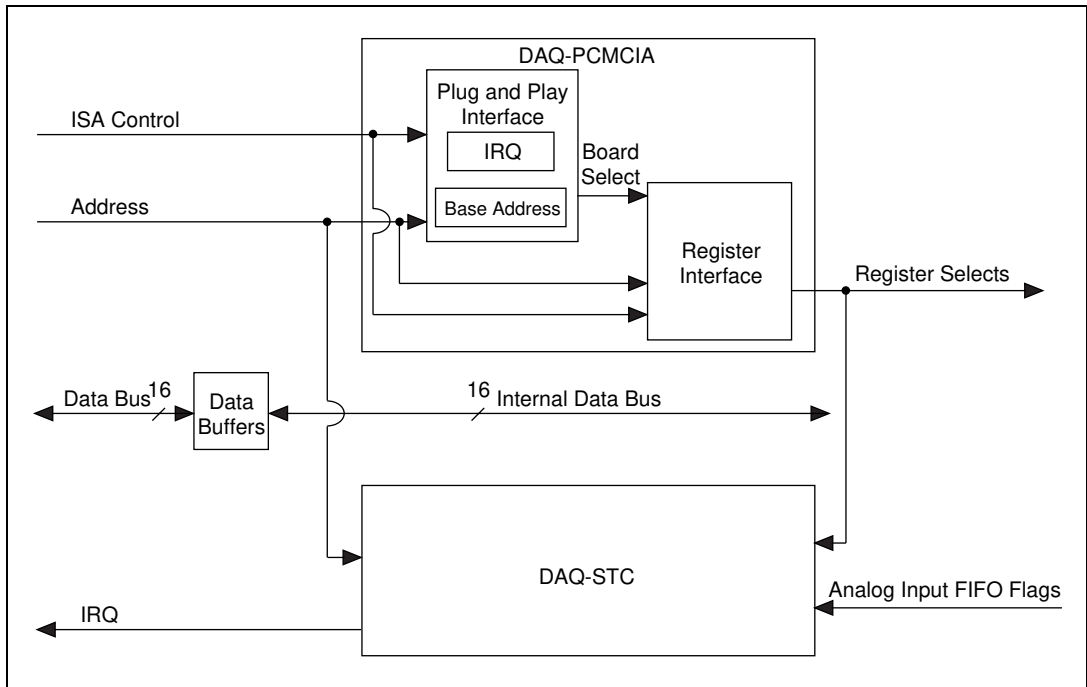 DAQ-PCMCIA
Plug and Play
Interface
ISA Control
IRQ
Board
Select
Address
Base Address
Register
Interface
Register Selects
Data Bus
16
Data
Buffers
16
Internal Data Bus
DAQ-STC
Analog Input FIFO Flags
IRQ